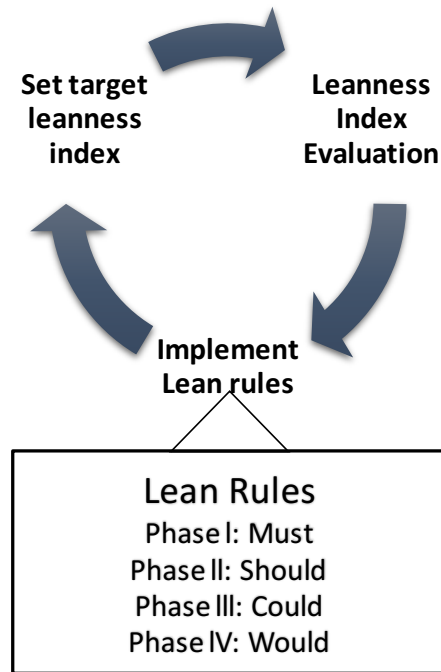 Set target
leanness
index
Leanness
Index
Evaluation
Implement
Lean rules
Lean Rules
Phase I: Must
Phase II: Should
Phase III: Could
Phase IV: Would